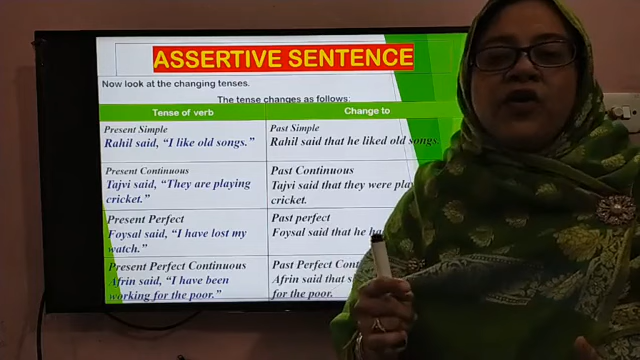 ASSERTIVE SENTENCE
Now look at the changing tenses.
The tense changes as follows:
Tense of verb
Change to
Present Simple
Rahil said, “I like old songs.”
Past Simple
Rahil said that he liked old songs.
Present Continuous
Tajvi said, “They are playing
cricket.”
Past Continuous
Tajvi said that they were
cricket.
Present Perfect
Foysal said, “I have lost my
watch.”
Past perfect
Foysal said that he
Present Perfect Continuous
Afrin said, “I have been
working for the poor.”
Past Perfect
Afrin said that
for the poor.